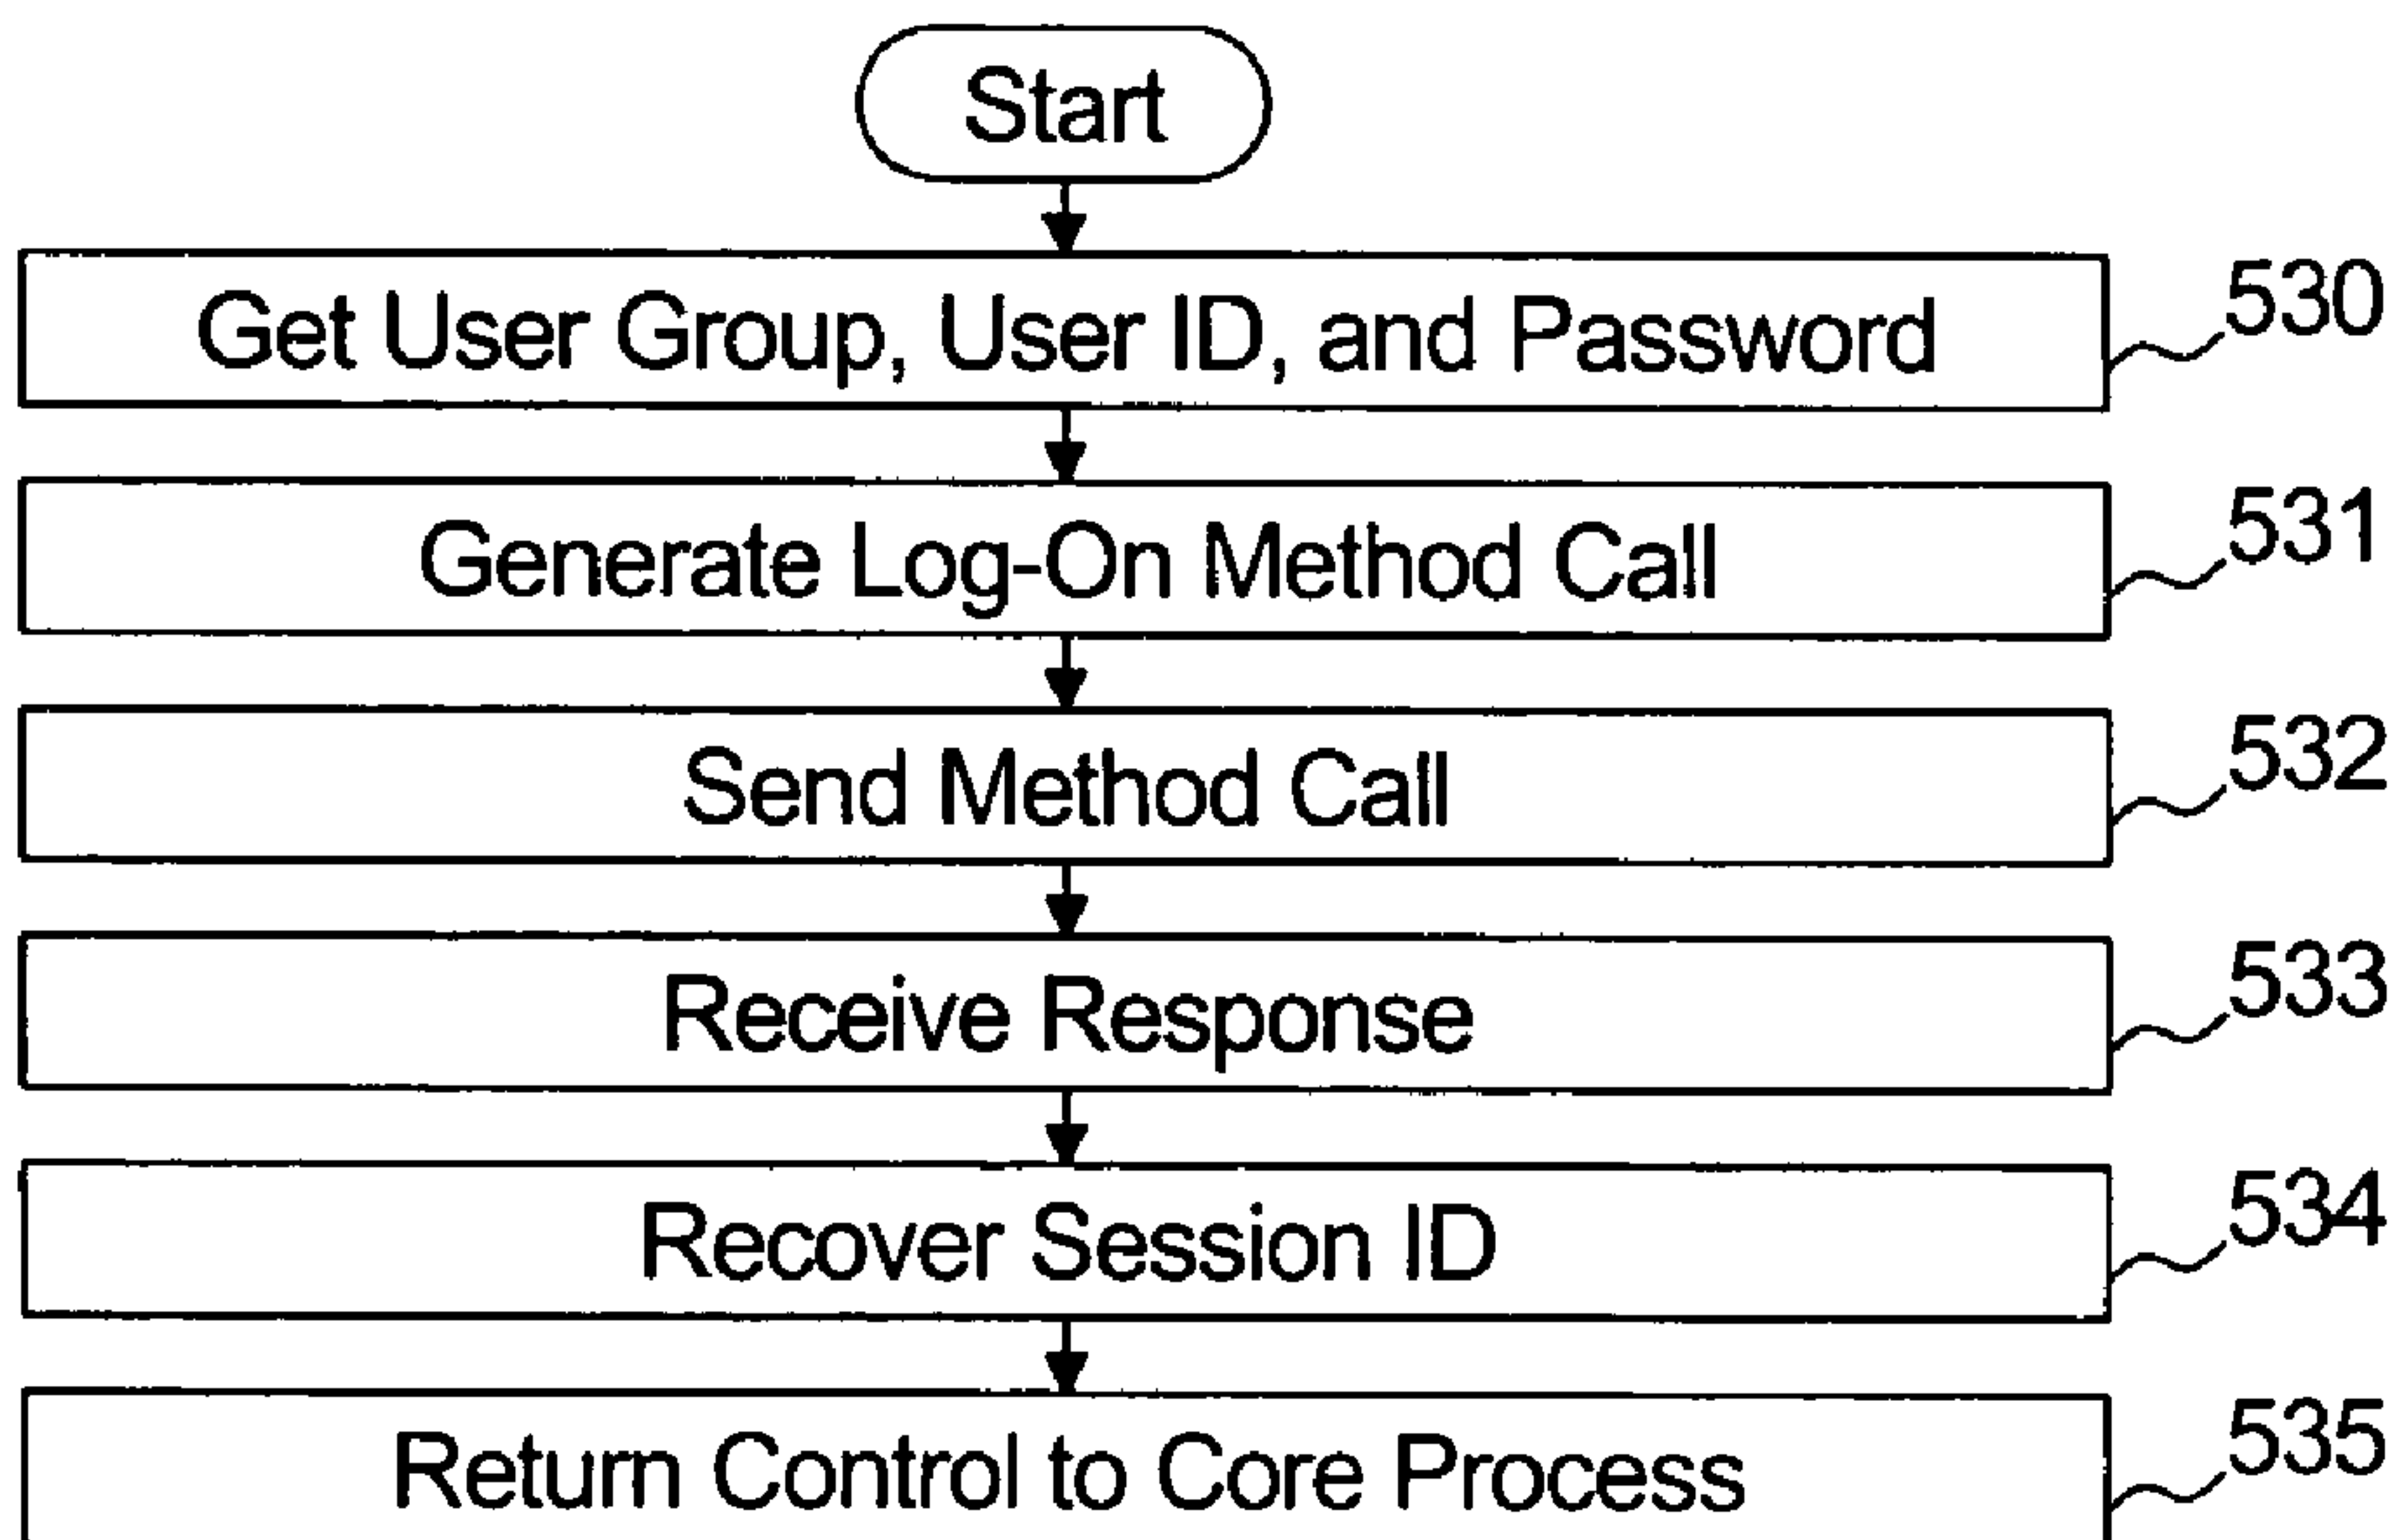 Start
Get User Group, User ID, and Password
530
Generate Log-On Method Call
531
Send Method Call
532
Receive Response
533
Recover Session ID
534
Return Control to Core Process
535